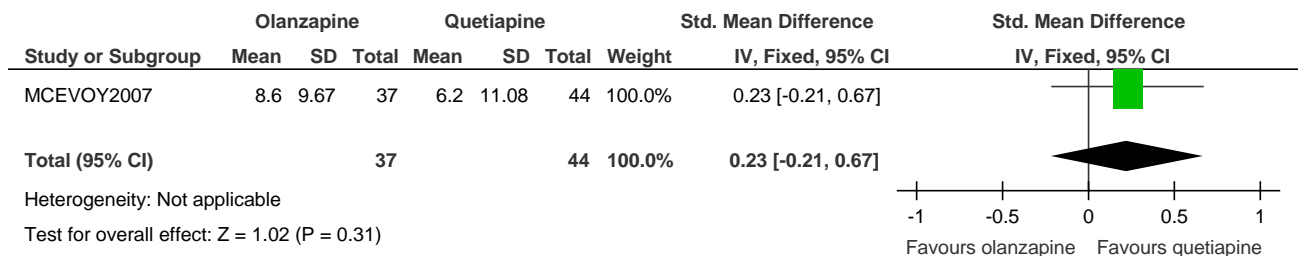 Olanzapine Quetiapine Std. Mean Difference Std. Mean Difference
Study or Subgroup Mean SD Total Mean SD Total Weight IV, Fixed, 95% CI IV, Fixed, 95% CI
MCEVOY2007 8.6 9.67 37 6.2 11.08 44 100.0% 0.23 [-0.21, 0.67]
Total (95% CI) 37 44 100.0% 0.23 [-0.21, 0.67]
Heterogeneity: Not applicable
Test for overall effect: Z = 1.02 (P = 0.31)
-1 -0.5 0 0.5 1
Favours olanzapine Favours quetiapine